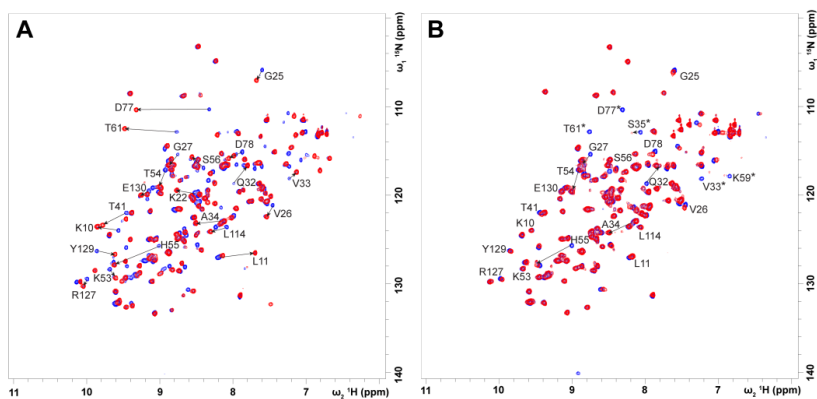 A
G25
D77
T61
G27
D78
S56
T54
Q32
V33
E130
K22
T41
V26
K10
A34
Y129
H55
L114
K53
L11
R127
110
120
130
140
ω1 15N (ppm)
11
10
9
8
7
ω2 1H (ppm)
B
G25
D77*
T61*
S35*
G27
D78
S56
T54
K59*
E130
Q32
V33*
T41
V26
K10
A34
Y129
H55
L114
K53
L11
R127
110
120
130
140
ω1 15N (ppm)
11
10
9
8
7
ω2 1H (ppm)